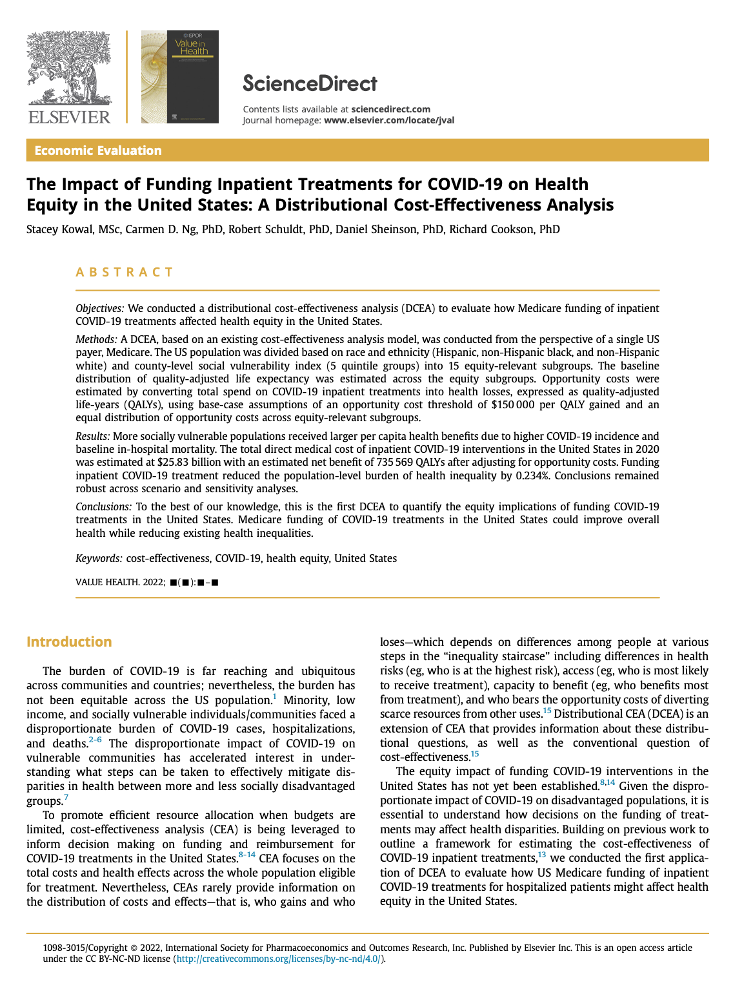 ELSEVIER
ISPOR
Value in
Health
ScienceDirect
Contents lists available at sciencedirect.com
Journal homepage: www.elsevier.com/locate/jval
Economic Evaluation
The Impact of Funding Inpatient Treatments for COVID-19 on Health
Equity in the United States: A Distributional Cost-Effectiveness Analysis
Stacey Kowal, MSc, Carmen D. Ng, PhD, Robert Schuldt, PhD, Daniel Sheinson, PhD, Richard Cookson, PhD
ABSTRACT
Objectives: We conducted a distributional cost-effectiveness analysis (DCEA) to evaluate how Medicare funding of inpatient
COVID-19 treatments affected health equity in the United States.
Methods: A DCEA, based on an existing cost-effectiveness analysis model, was conducted from the perspective of a single US
payer, Medicare. The US population was divided based on race and ethnicity (Hispanic, non-Hispanic black, and non-Hispanic
white) and county-level social vulnerability index (5 quintile groups) into 15 equity-relevant subgroups. The baseline
distribution of quality-adjusted life expectancy was estimated across the equity subgroups. Opportunity costs were
estimated by converting total spend on COVID-19 inpatient treatments into health losses, expressed as quality-adjusted
life-years (QALYs), using base-case assumptions of an opportunity cost threshold of $150 000 per QALY gained and an
equal distribution of opportunity costs across equity-relevant subgroups.
Results: More socially vulnerable populations received larger per capita health benefits due to higher COVID-19 incidence and
baseline in-hospital mortality. The total direct medical cost of inpatient COVID-19 interventions in the United States in 2020
was estimated at $25.83 billion with an estimated net benefit of 735 569 QALYs after adjusting for opportunity costs. Funding
inpatient COVID-19 treatment reduced the population-level burden of health inequality by 0.234%. Conclusions remained
robust across scenario and sensitivity analyses.
Conclusions: To the best of our knowledge, this is the first DCEA to quantify the equity implications of funding COVID-19
treatments in the United States. Medicare funding of COVID-19 treatments in the United States could improve overall
health while reducing existing health inequalities.
Keywords: cost-effectiveness, COVID-19, health equity, United States
VALUE HEALTH. 2022; ■(■):■–■
Introduction
The burden of COVID-19 is far reaching and ubiquitous
across communities and countries; nevertheless, the burden has
not been equitable across the US population.1 Minority, low
income, and socially vulnerable individuals/communities faced a
disproportionate burden of COVID-19 cases, hospitalizations,
and deaths.2-6 The disproportionate impact of COVID-19 on
vulnerable communities has accelerated interest in under-
standing what steps can be taken to effectively mitigate dis-
parities in health between more and less socially disadvantaged
groups.7
To promote efficient resource allocation when budgets are
limited, cost-effectiveness analysis (CEA) is being leveraged to
inform decision making on funding and reimbursement for
COVID-19 treatments in the United States.8-14 CEA focuses on the
total costs and health effects across the whole population eligible
for treatment. Nevertheless, CEAs rarely provide information on
the distribution of costs and effects—that is, who gains and who
loses—which depends on differences among people at various
steps in the “inequality staircase” including differences in health
risks (eg, who is at the highest risk), access (eg, who is most likely
to receive treatment), capacity to benefit (eg, who benefits most
from treatment), and who bears the opportunity costs of diverting
scarce resources from other uses.15 Distributional CEA (DCEA) is an
extension of CEA that provides information about these distribu-
tional questions, as well as the conventional question of
cost-effectiveness.15
The equity impact of funding COVID-19 interventions in the
United States has not yet been established.8,14 Given the dispro-
portionate impact of COVID-19 on disadvantaged populations, it is
essential to understand how decisions on the funding of treat-
ments may affect health disparities. Building on previous work to
outline a framework for estimating the cost-effectiveness of
COVID-19 inpatient treatments,13 we conducted the first applica-
tion of DCEA to evaluate how US Medicare funding of inpatient
COVID-19 treatments for hospitalized patients might affect health
equity in the United States.
1098-3015/Copyright © 2022, International Society for Pharmacoeconomics and Outcomes Research, Inc. Published by Elsevier Inc. This is an open access article
under the CC BY-NC-ND license (http://creativecommons.org/licenses/by-nc-nd/4.0/).